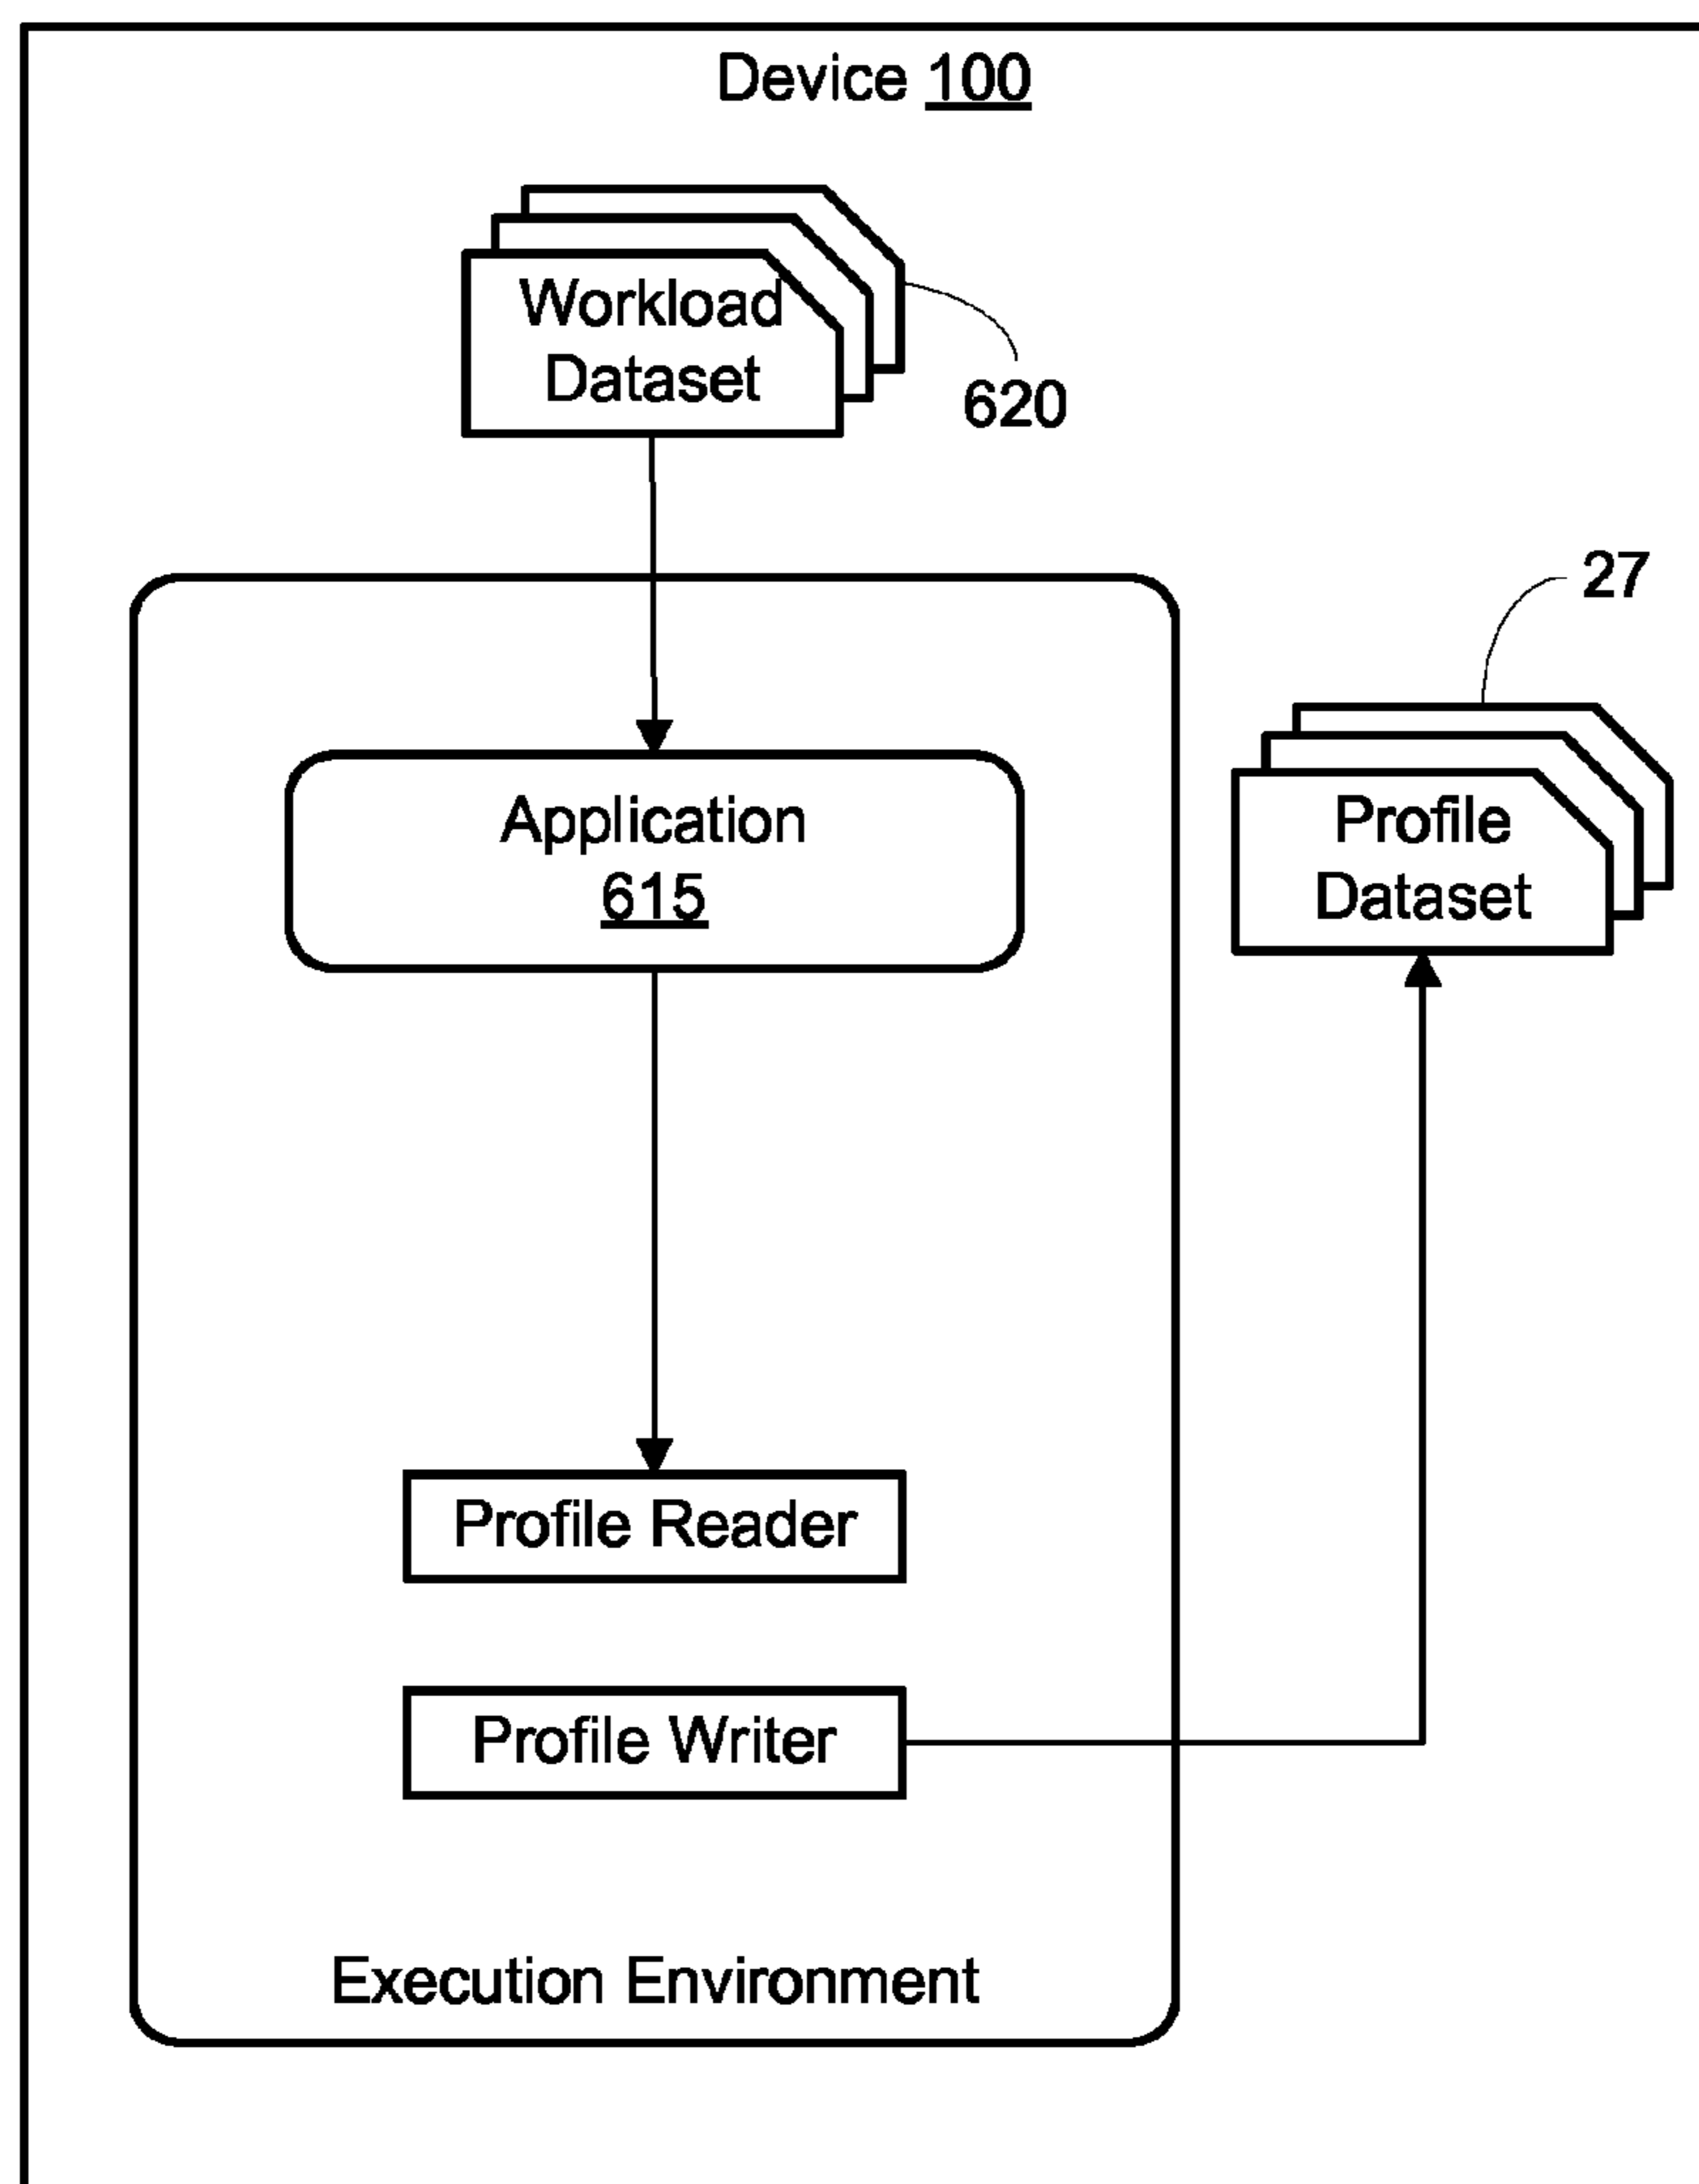 Device 100
Workload
Dataset
620
27
Application
615
Profile
Dataset
Profile Reader
Profile Writer
Execution Environment